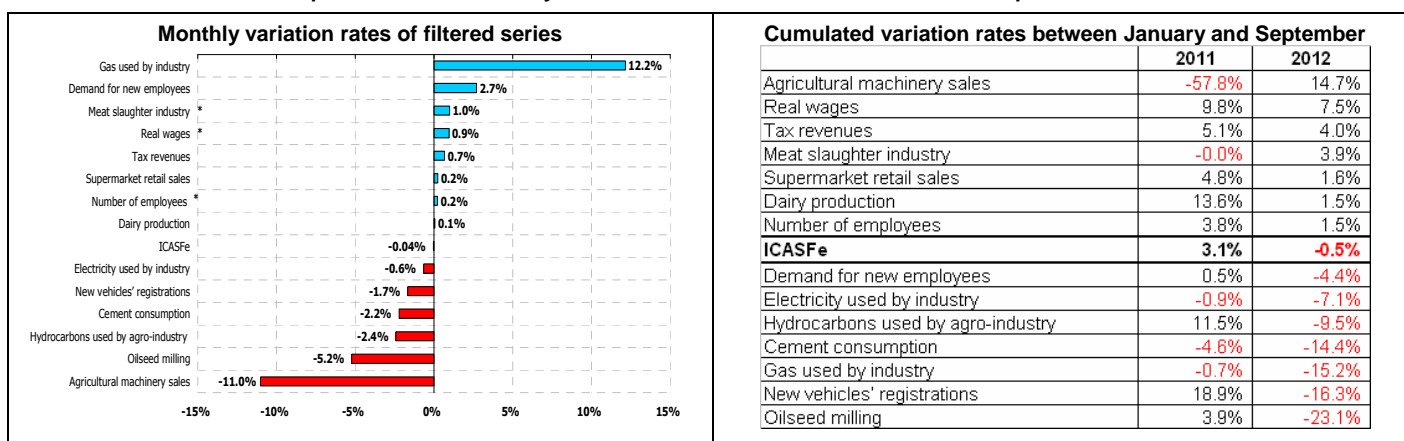 Monthly variation rates of filtered series
Gas used by industry 12.2%
Demand for new employees 2.7%
Meat slaughter industry * 1.0%
Real wages * 0.9%
Tax revenues 0.7%
Supermarket retail sales 0.2%
Number of employees * 0.2%
Dairy production 0.1%
ICASFe -0.04%
Electricity used by industry -0.6%
New vehicles' registrations -1.7%
Cement consumption -2.2%
Hydrocarbons used by agro-industry -2.4%
Oilseed milling -5.2%
Agricultural machinery sales -11.0%
-15% -10% -5% 0% 5% 10% 15%
Cumulated variation rates between January and September
2011 2012
Agricultural machinery sales -57.8% 14.7%
Real wages 9.8% 7.5%
Tax revenues 5.1% 4.0%
Meat slaughter industry -0.0% 3.9%
Supermarket retail sales 4.8% 1.6%
Dairy production 13.6% 1.5%
Number of employees 3.8% 1.5%
ICASFe 3.1% -0.5%
Demand for new employees 0.5% -4.4%
Electricity used by industry -0.9% -7.1%
Hydrocarbons used by agro-industry 11.5% -9.5%
Cement consumption -4.6% -14.4%
Gas used by industry -0.7% -15.2%
New vehicles' registrations 18.9% -16.3%
Oilseed milling 3.9% -23.1%